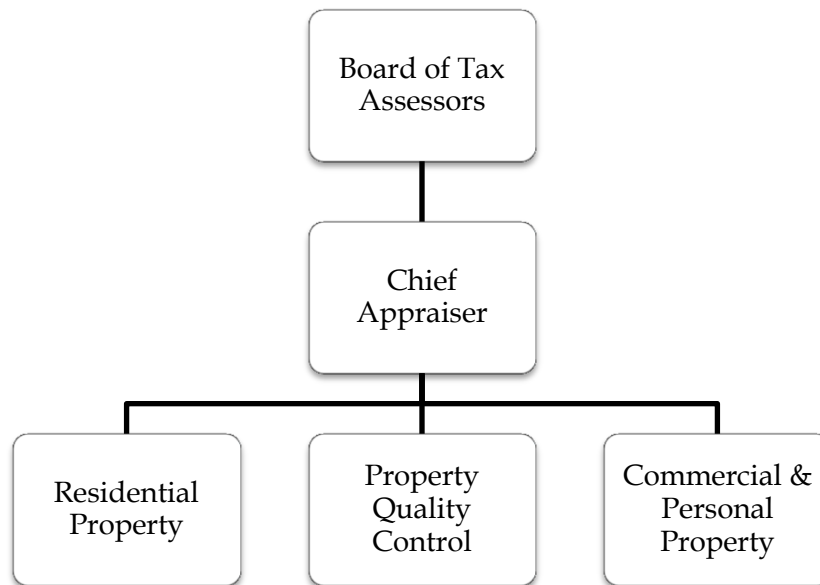 Board of Tax
Assessors
Chief
Appraiser
Residential
Property
Property
Quality
Control
Commercial &
Personal
Property